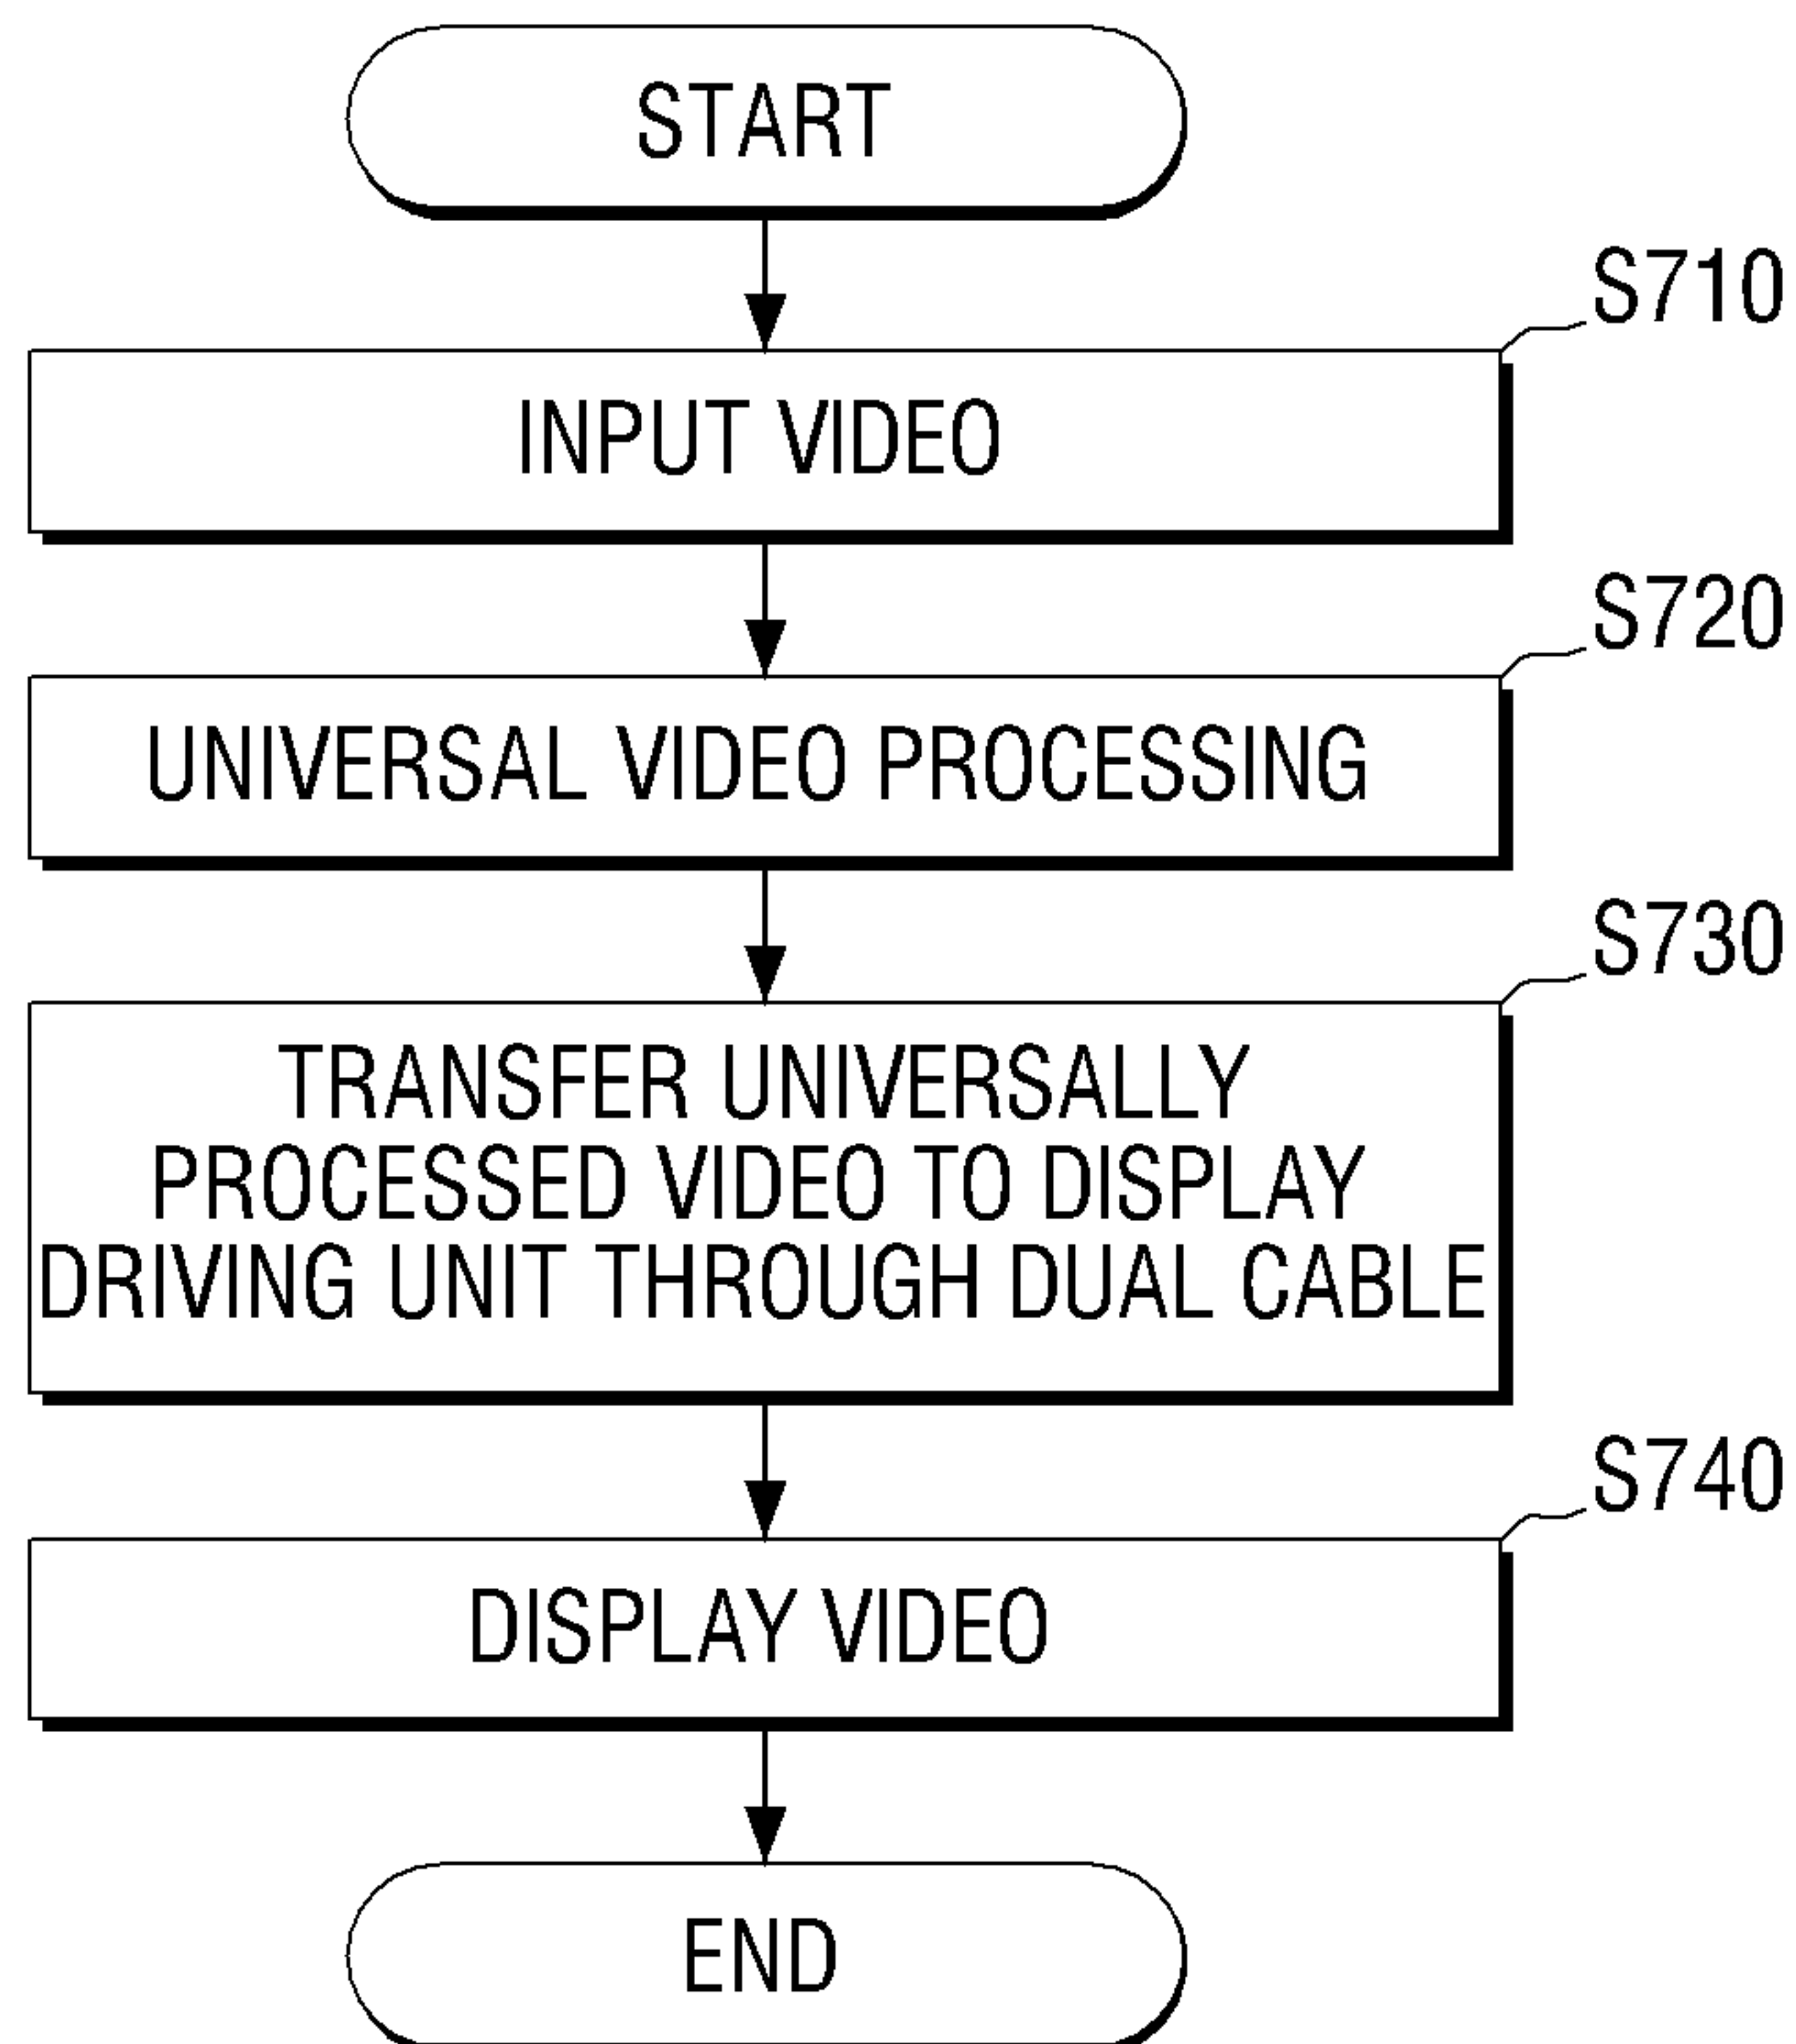 START
S710
INPUT VIDEO
S720
UNIVERSAL VIDEO PROCESSING
S730
TRANSFER UNIVERSALLY
PROCESSED VIDEO TO DISPLAY
DRIVING UNIT THROUGH DUAL CABLE
S740
DISPLAY VIDEO
END